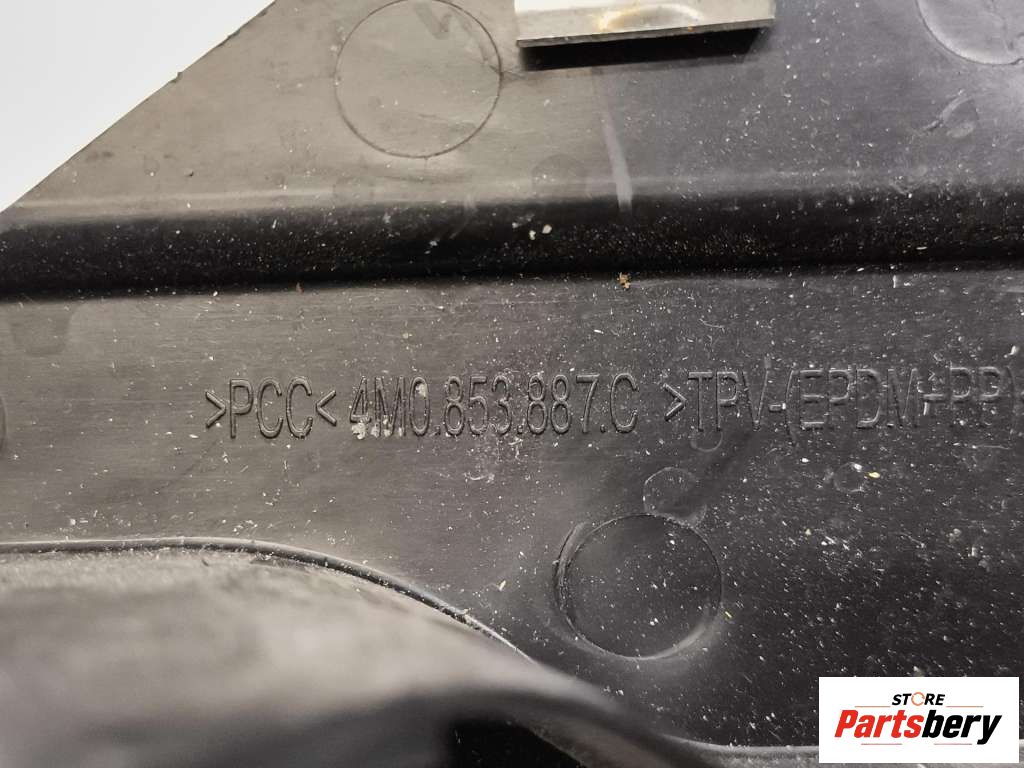 >PCC< 4M0.853.887.C >TPV-(EPDM+PP)
STORE
Partsbery